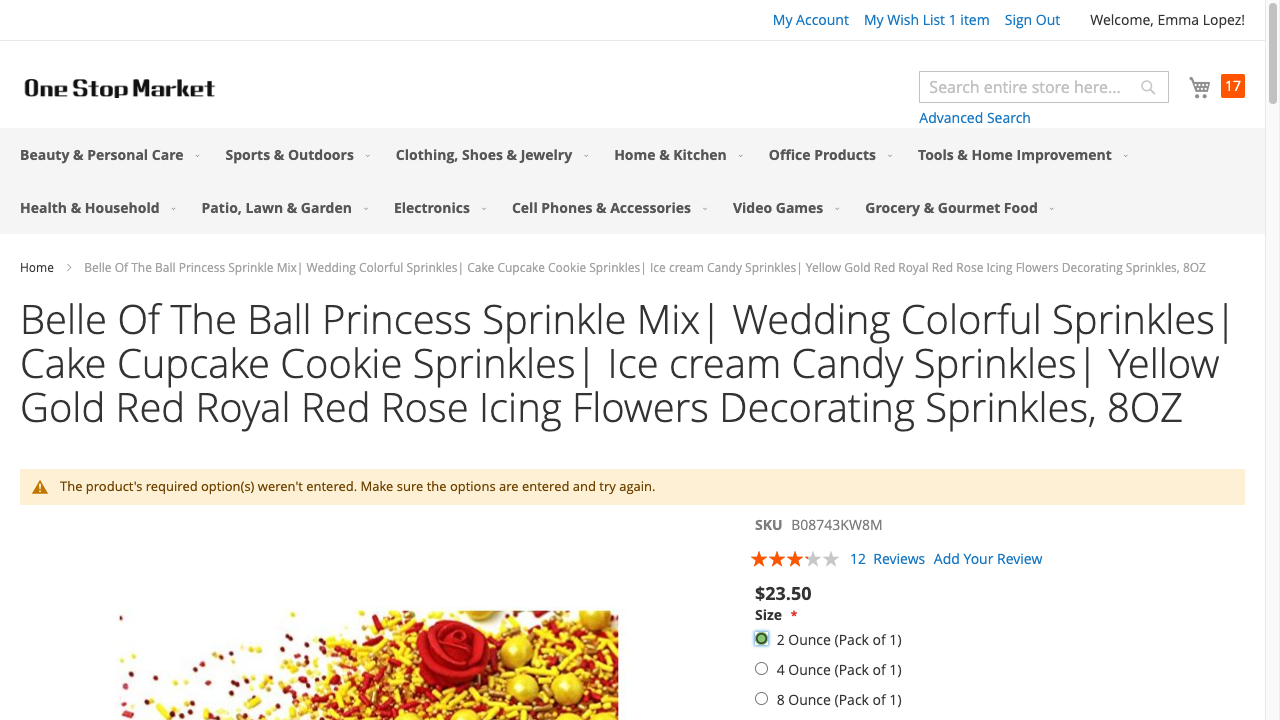 My Account My Wish List 1 item Sign Out Welcome, Emma Lopez!
One Stop Market
Search entire store here...
17
Advanced Search
Beauty & Personal Care Sports & Outdoors Clothing, Shoes & Jewelry Home & Kitchen Office Products Tools & Home Improvement
Health & Household Patio, Lawn & Garden Electronics Cell Phones & Accessories Video Games Grocery & Gourmet Food
Home Belle Of The Ball Princess Sprinkle Mix| Wedding Colorful Sprinkles| Cake Cupcake Cookie Sprinkles| Ice cream Candy Sprinkles| Yellow Gold Red Royal Red Rose Icing Flowers Decorating Sprinkles, 8OZ
Belle Of The Ball Princess Sprinkle Mix| Wedding Colorful Sprinkles|
Cake Cupcake Cookie Sprinkles| Ice cream Candy Sprinkles| Yellow
Gold Red Royal Red Rose Icing Flowers Decorating Sprinkles, 8OZ
The product's required option(s) weren't entered. Make sure the options are entered and try again.
SKU B08743KW8M
12 Reviews Add Your Review
$23.50
Size *
2 Ounce (Pack of 1)
4 Ounce (Pack of 1)
8 Ounce (Pack of 1)